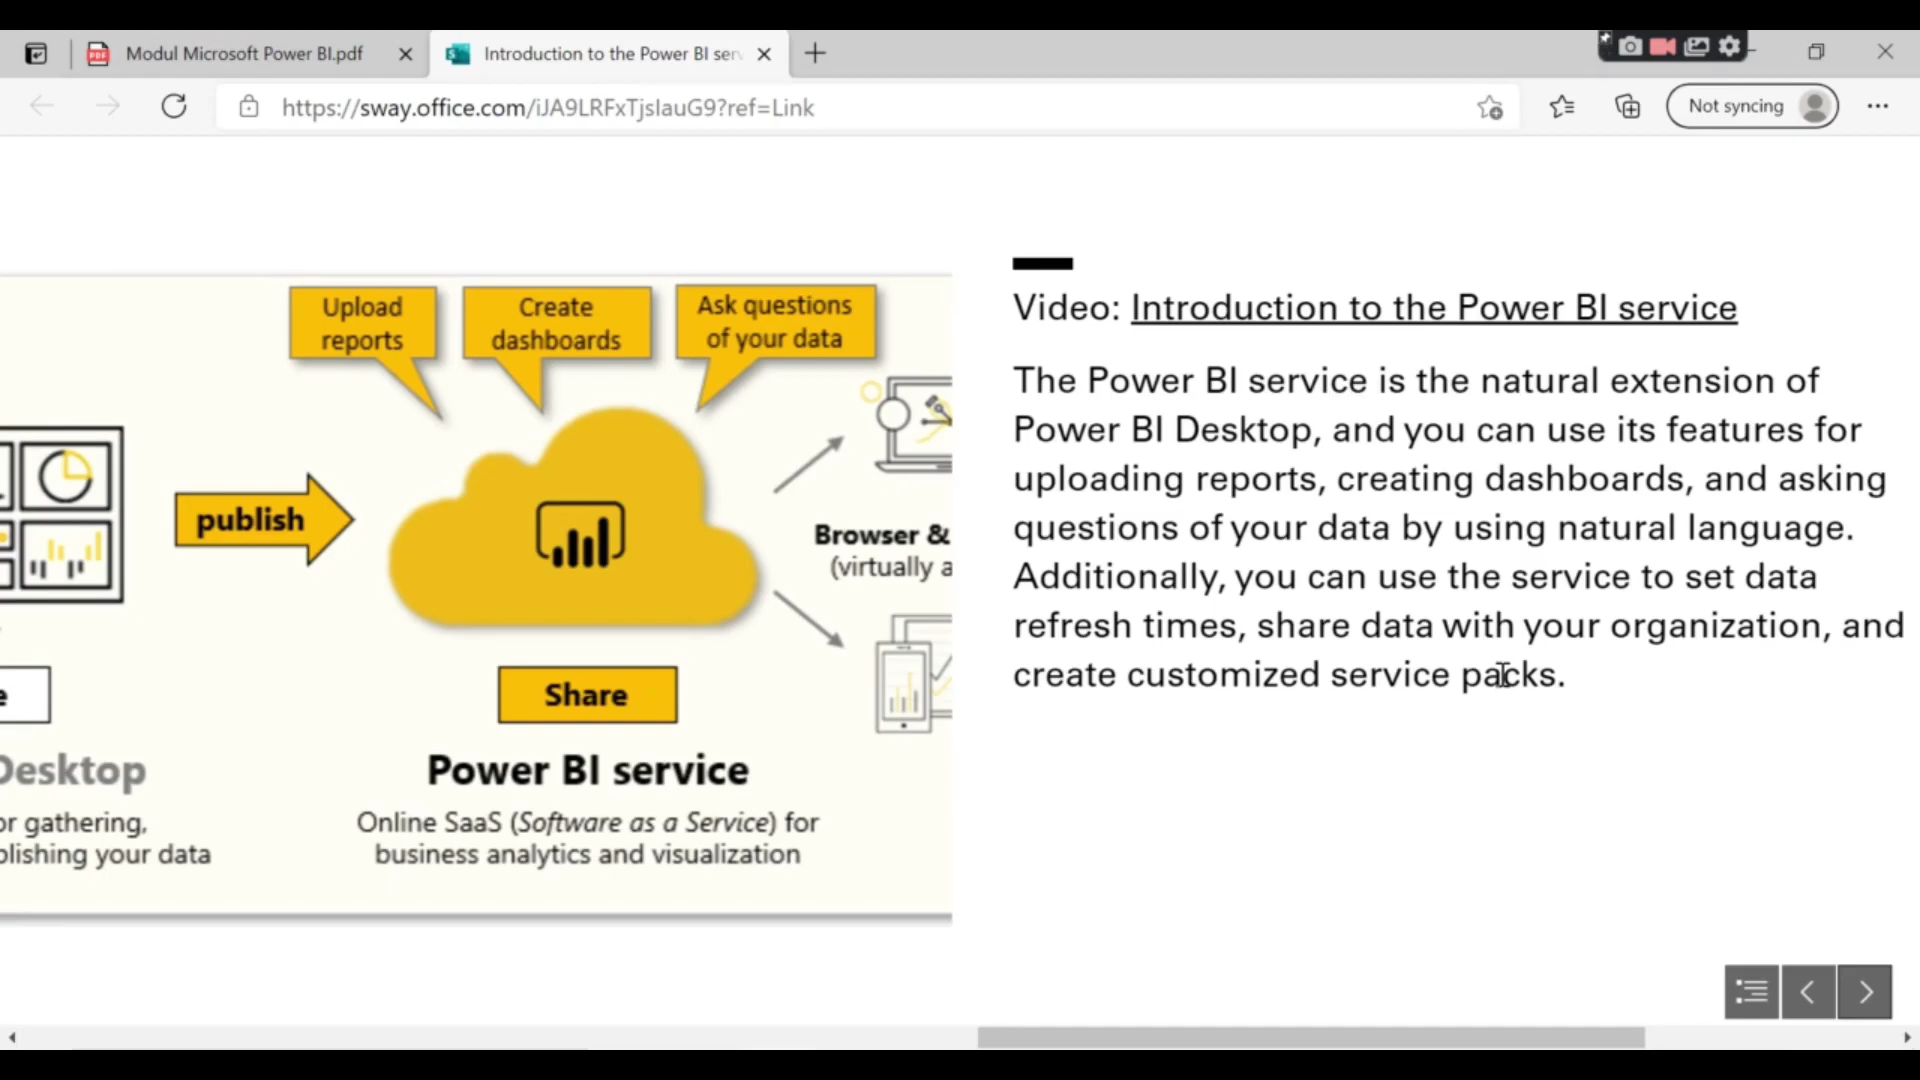 Modul Microsoft Power BI.pdf
Introduction to the Power BI ser
https://sway.office.com/iJA9LRFxTjsIauG9?ref=Link
Not syncing
Upload
reports
Create
dashboards
Ask questions
of your data
publish
Browser &
(virtually a
Share
Desktop
or gathering,
blishing your data
Power BI service
Online SaaS (Software as a Service) for
business analytics and visualization
Video: Introduction to the Power BI service
The Power BI service is the natural extension of
Power BI Desktop, and you can use its features for
uploading reports, creating dashboards, and asking
questions of your data by using natural language.
Additionally, you can use the service to set data
refresh times, share data with your organization, and
create customized service packs.